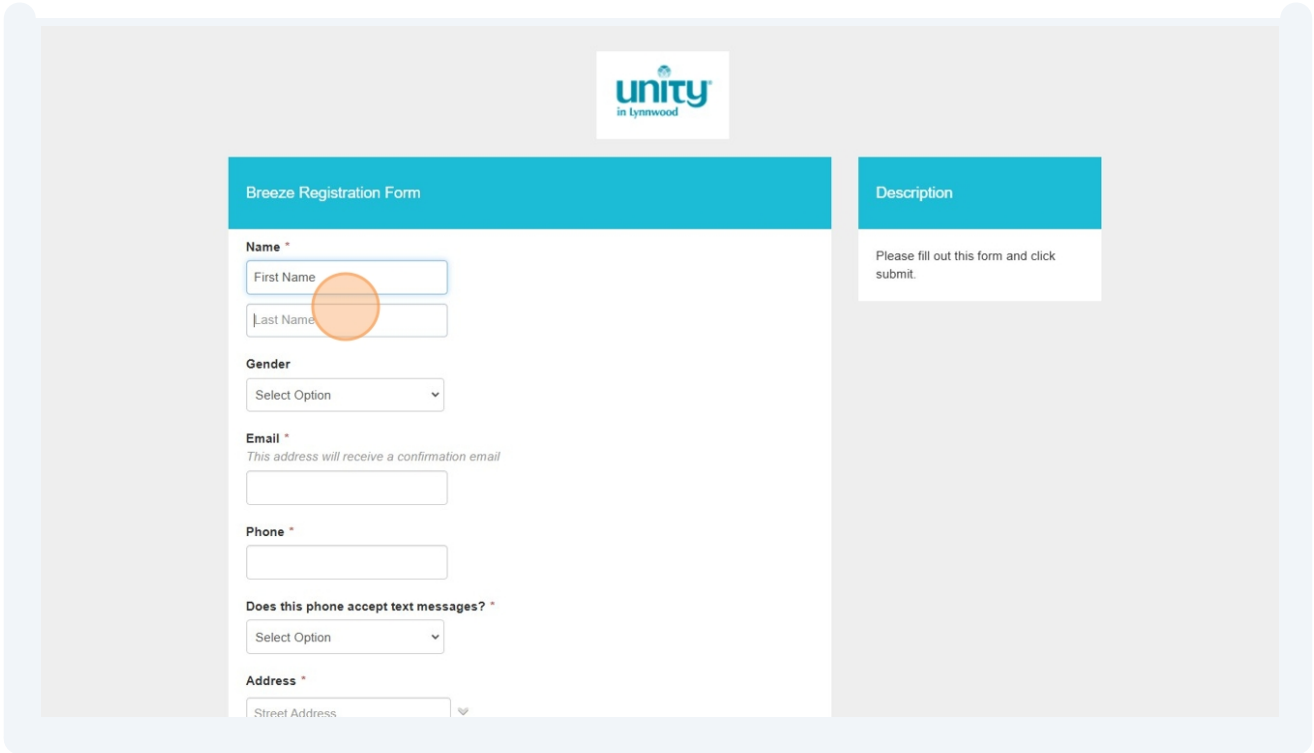 unity
in Lynnwood
Breeze Registration Form
Name *
First Name
Last Name
Gender
Select Option
Email *
This address will receive a confirmation email
Phone *
Does this phone accept text messages? *
Select Option
Address *
Street Address
Description
Please fill out this form and click
submit.